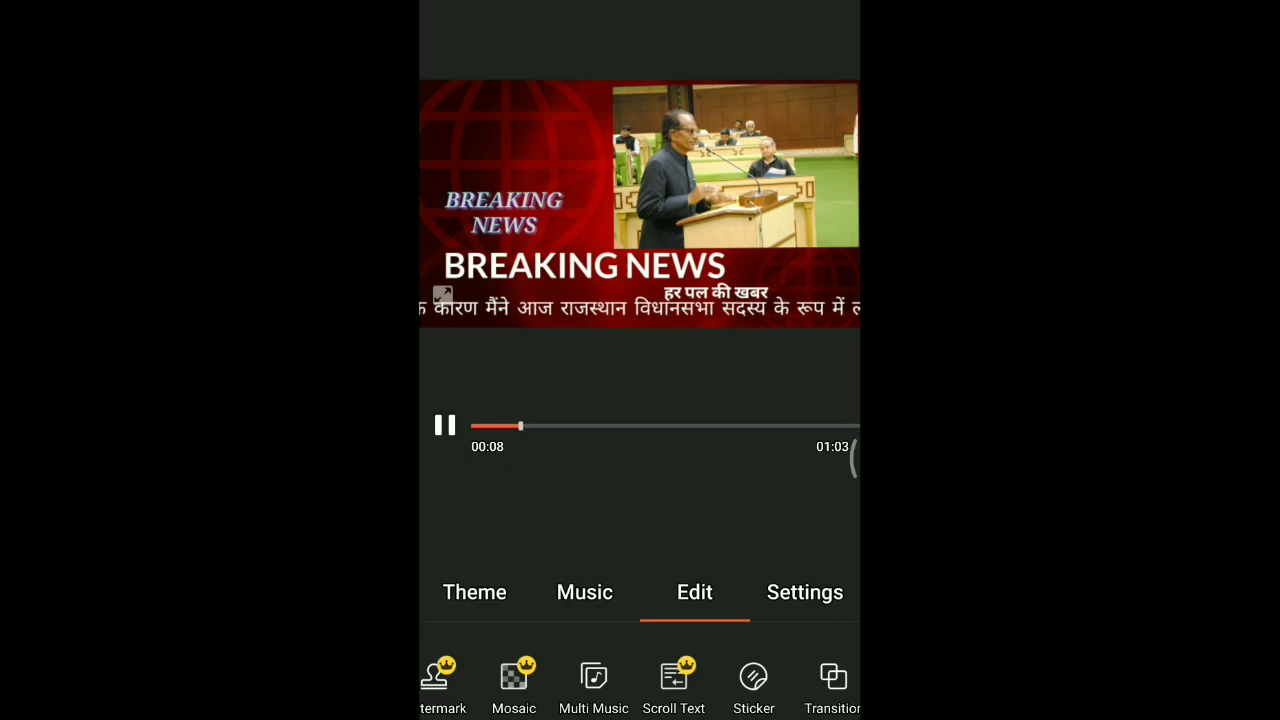 BREAKING
NEWS
BREAKING NEWS
हर पल की खबर
कारण मैंने आज राजस्थान विधानसभा सदस्य के रूप में
00:08
01:03
Theme Music Edit Settings
termark Mosaic Multi Music Scroll Text Sticker Transition